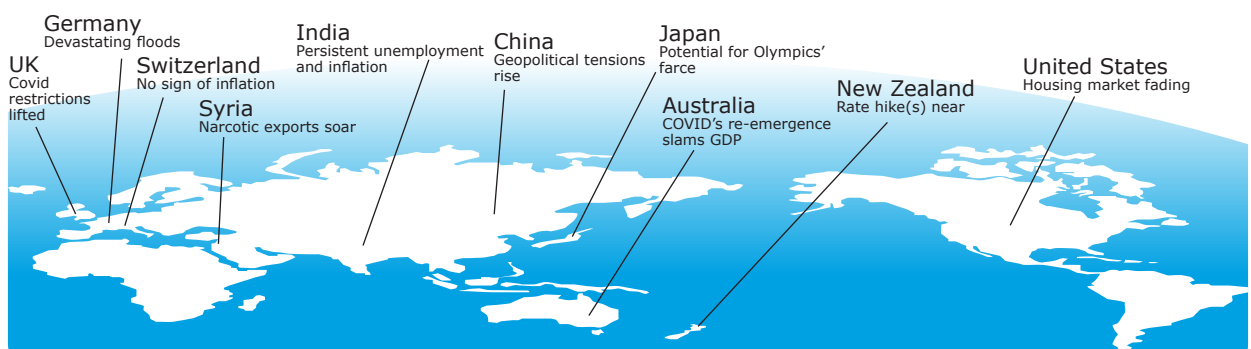 Germany
Devastating floods
UK
Covid
restrictions
lifted
Switzerland
No sign of inflation
Syria
Narcotic exports soar
India
Persistent unemployment
and inflation
China
Geopolitical tensions
rise
Japan
Potential for Olympics’
farce
Australia
COVID’s re-emergence
slams GDP
New Zealand
Rate hike(s) near
United States
Housing market fading